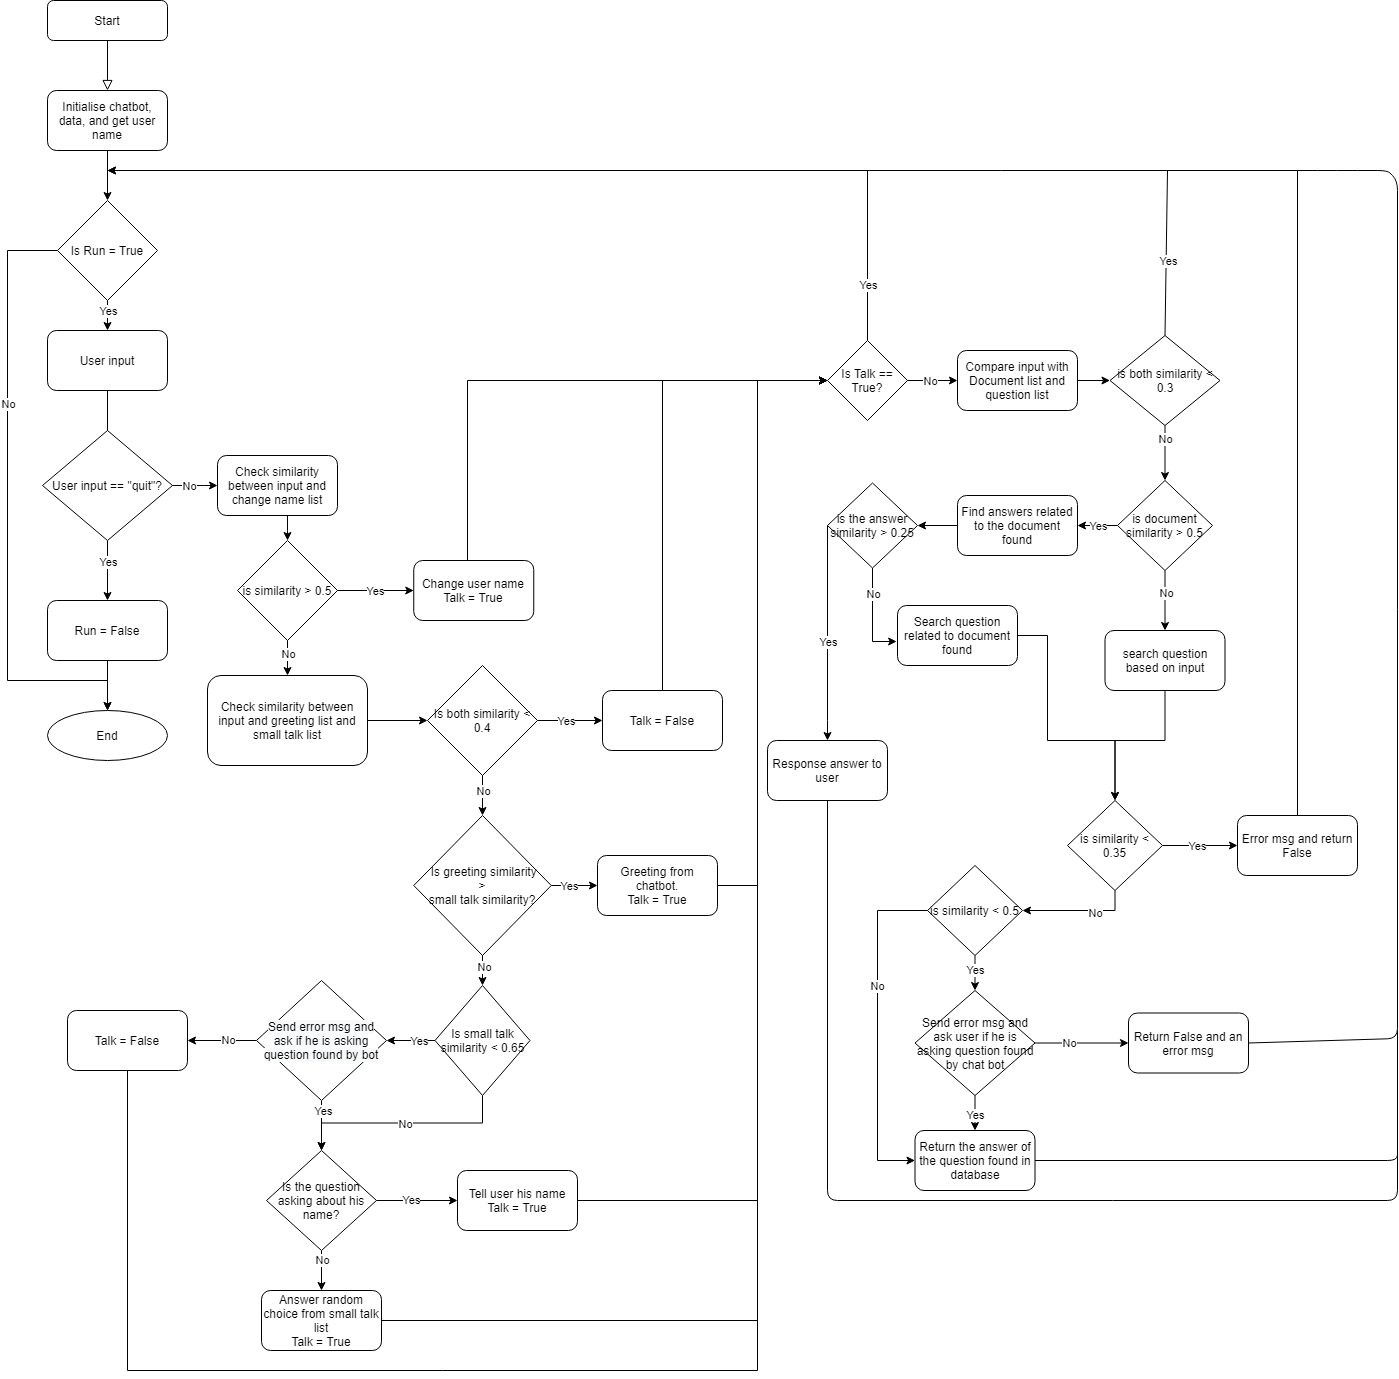 Start
Initialise chatbot,
data, and get user
name
Is Run = True
Yes
No
User input
User input == "quit"?
No
Yes
Run = False
End
Check similarity
between input and
change name list
is similarity > 0.5
Yes
Change user name
Talk = True
No
Check similarity between
input and greeting list and
small talk list
Is both similarity <
0.4
Yes
Talk = False
No
Is greeting similarity
>
small talk similarity?
Yes
Greeting from
chatbot.
Talk = True
No
Is small talk
similarity < 0.65
Yes
Send error msg and
ask if he is asking
question found by bot
No
Talk = False
Yes
No
Is the question
asking about his
name?
Yes
Tell user his name
Talk = True
No
Answer random
choice from small talk
list
Talk = True
Is Talk ==
True?
Yes
No
Compare input with
Document list and
question list
is both similarity <
0.3
Yes
No
is document
similarity > 0.5
Yes
Find answers related
to the document
found
Is the answer
similarity > 0.25
No
Yes
Search question
related to document
found
No
search question
based on input
Response answer to
user
is similarity <
0.35
Yes
Error msg and return
False
No
is similarity < 0.5
No
Yes
Send error msg and
ask user if he is
asking question found
by chat bot
No
Return False and an
error msg
Yes
Return the answer of
the question found in
database